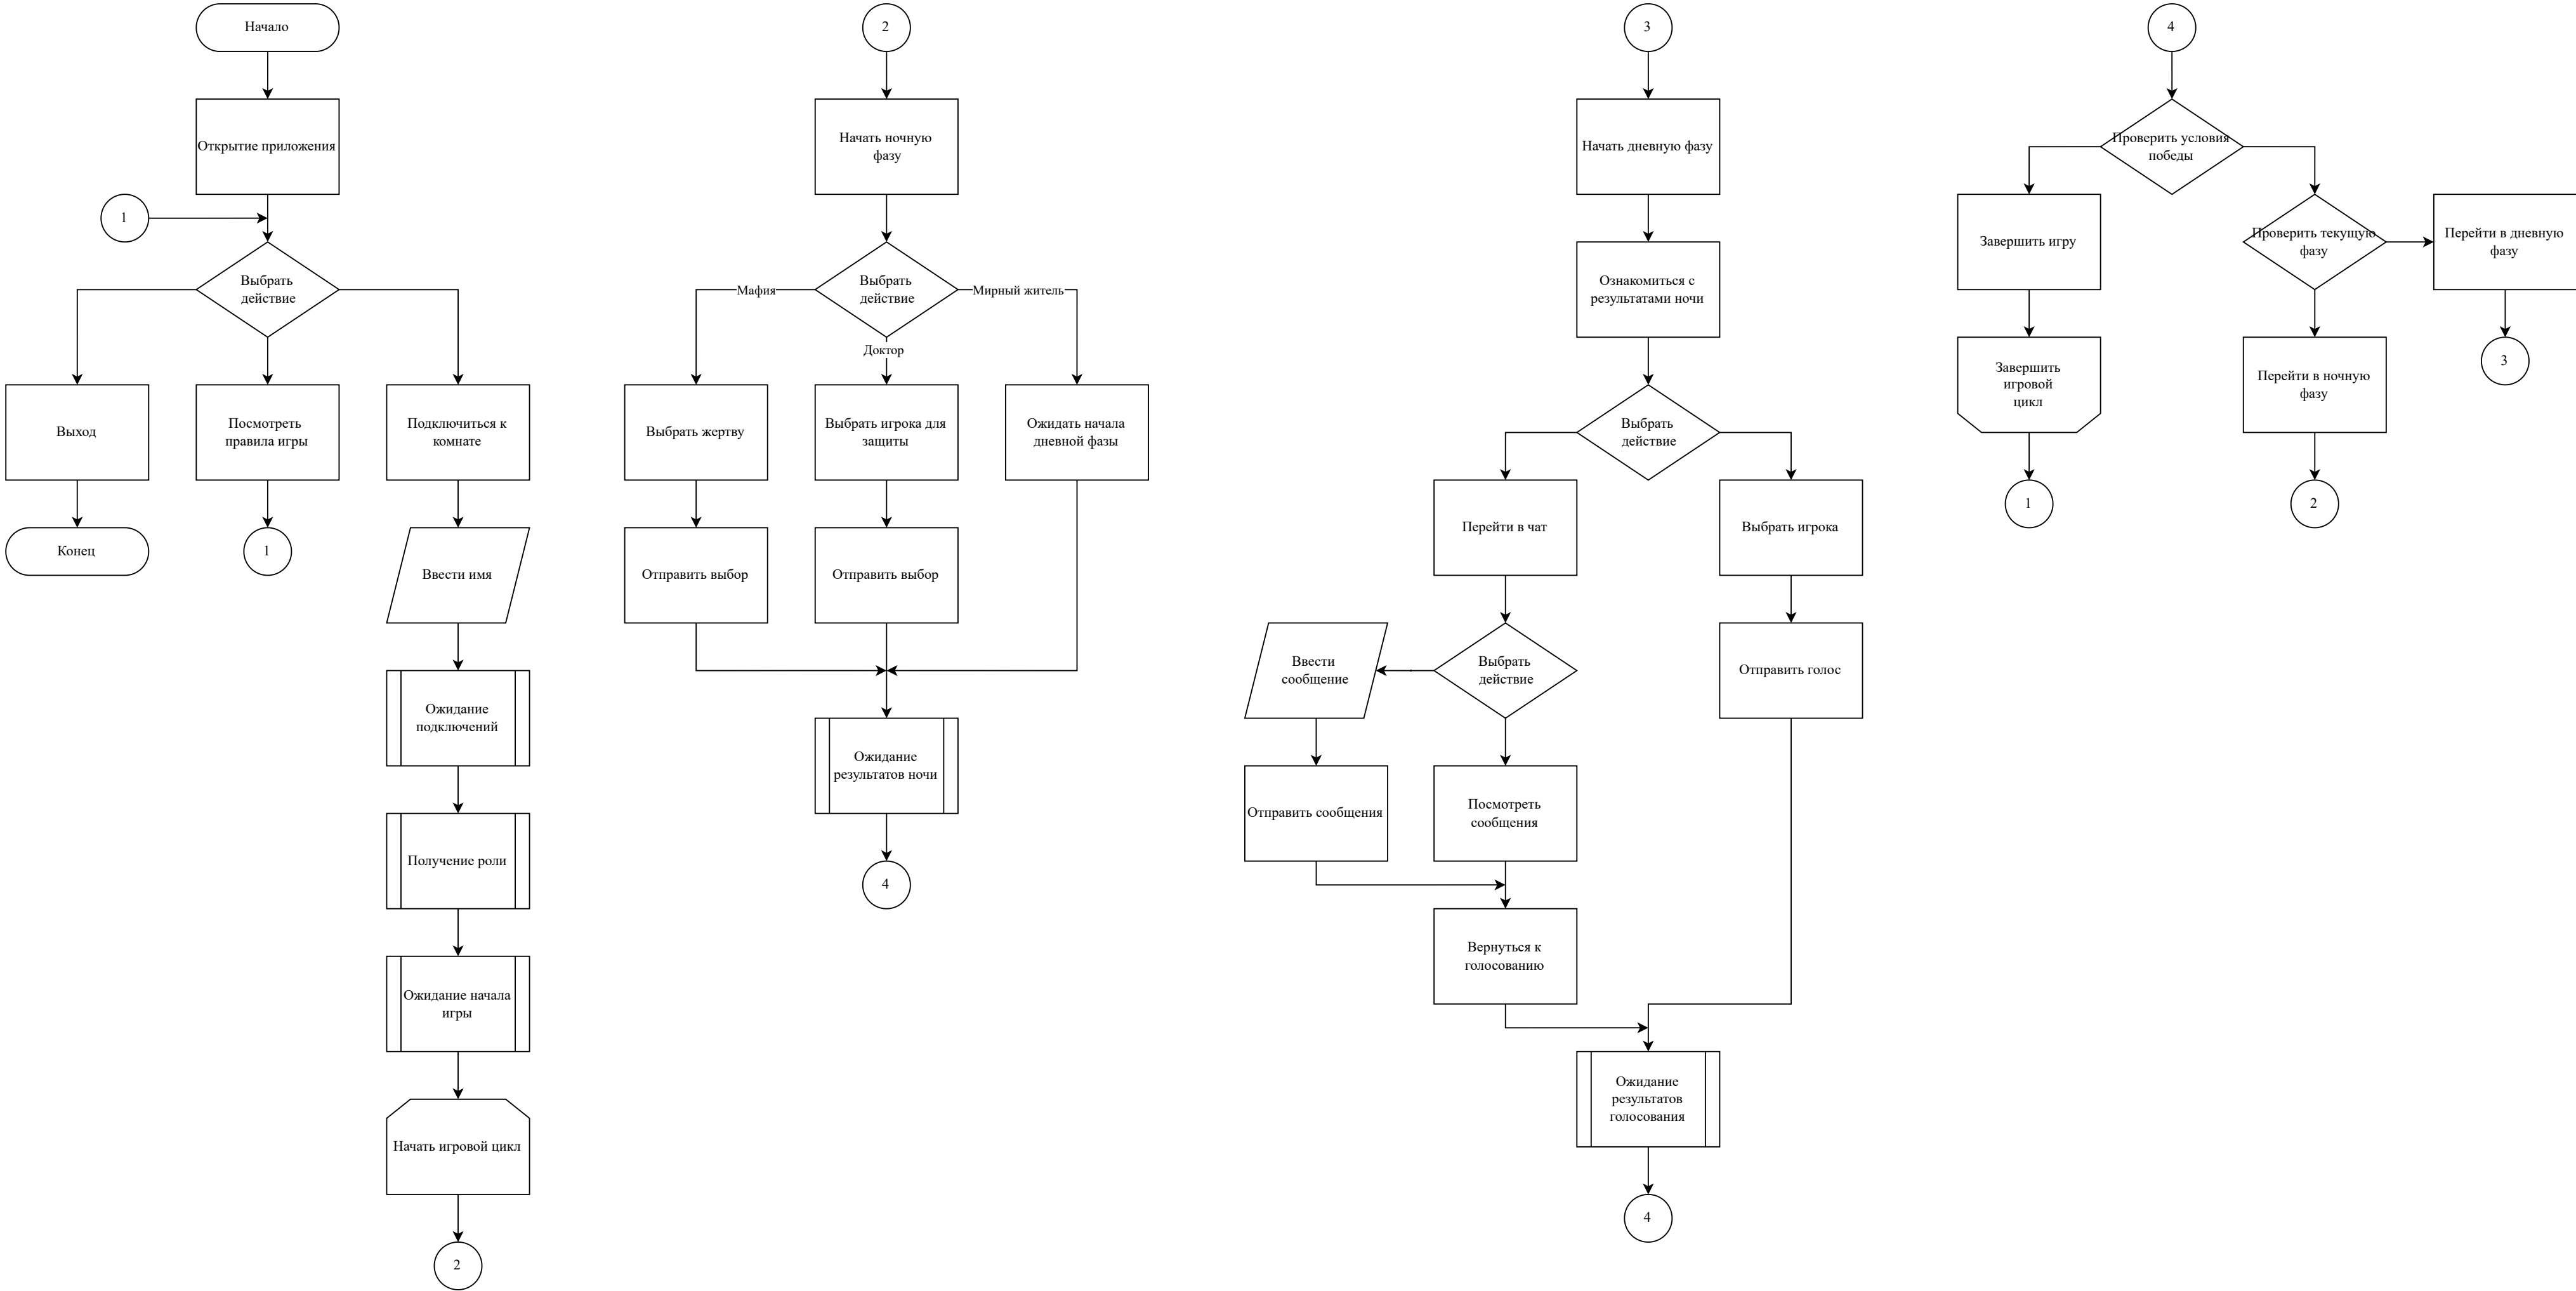 Начало
Открытие приложения
1
Выбрать
действие
Выход
Посмотреть
правила игры
Подключиться к
комнате
Конец
1
Ввести имя
Ожидание
подключений
Получение роли
Ожидание начала
игры
Начать игровой цикл
2
2
Начать ночную
фазу
Выбрать
действие
Мафия
Доктор
Мирный житель
Выбрать жертву
Выбрать игрока для
защиты
Ожидать начала
дневной фазы
Отправить выбор
Отправить выбор
Ожидание
результатов ночи
4
3
Начать дневную фазу
Ознакомиться с
результатами ночи
Выбрать
действие
Перейти в чат
Выбрать игрока
Ввести
сообщение
Выбрать
действие
Отправить голос
Отправить сообщения
Посмотреть
сообщения
Вернуться к
голосованию
Ожидание
результатов
голосования
4
4
Проверить условия
победы
Завершить игру
Проверить текущую
фазу
Перейти в дневную
фазу
Завершить
игровой
цикл
Перейти в ночную
фазу
3
1
2